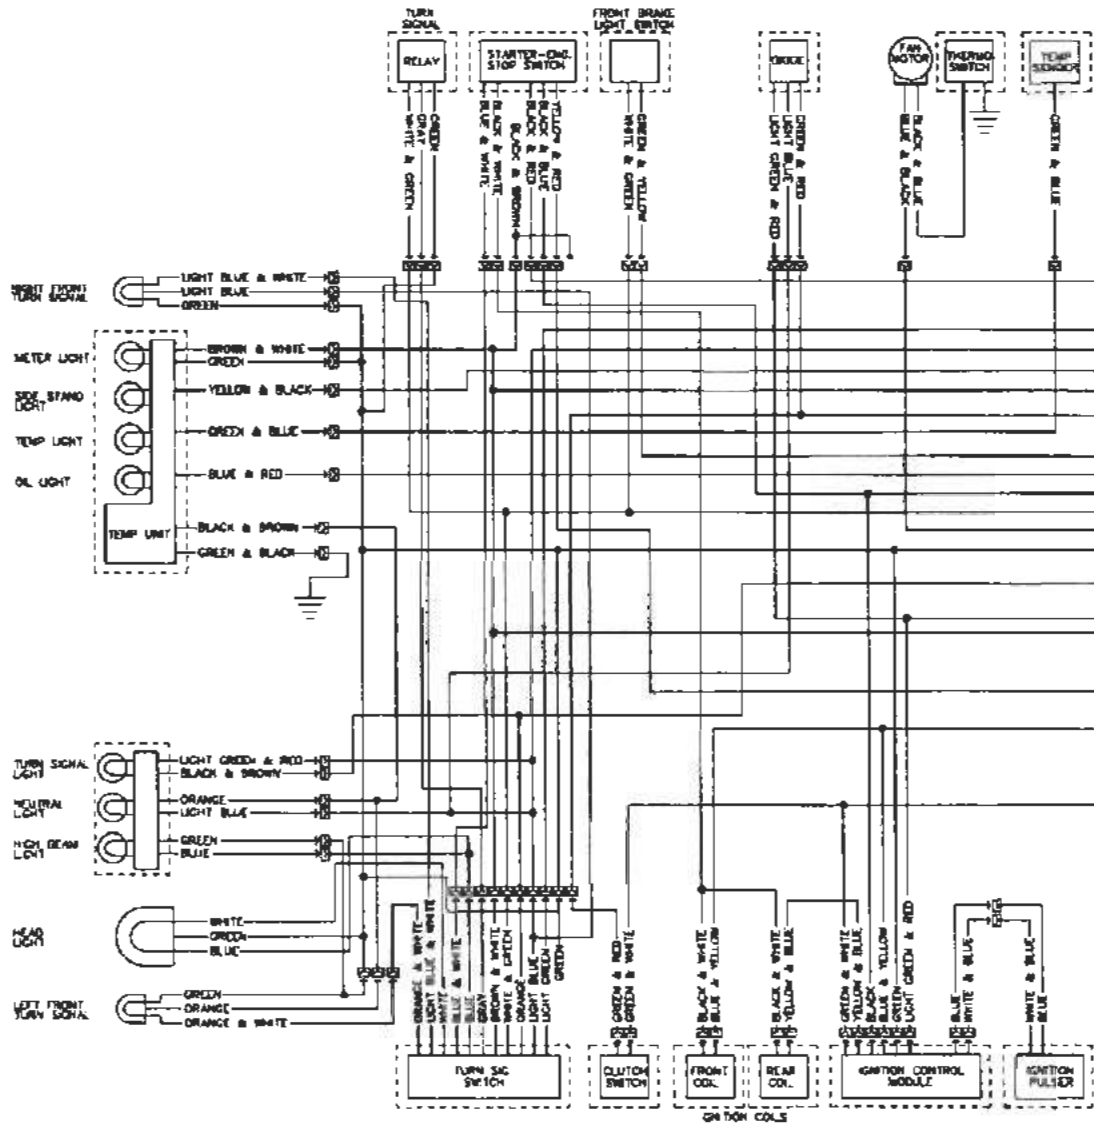 TURN
SIGNAL
RELAY
STARTER-ENG.
STOP SWITCH
FRONT BRAKE
LIGHT SWITCH
DIODE
FAN
MOTOR
THERMO.
SWITCH
TEMP
SENSOR
WHITE & GREEN
GRAY
GREEN
BLUE & WHITE
BLACK & WHITE
BLACK & BROWN
BLACK & RED
BLACK & BLUE
YELLOW & RED
WHITE & GREEN
GREEN & YELLOW
LIGHT GREEN & RED
LIGHT BLUE
GREEN & RED
BLUE & BLACK
BLACK & BLUE
GREEN & BLUE
RIGHT FRONT
TURN SIGNAL
LIGHT BLUE & WHITE
LIGHT BLUE
GREEN
METER LIGHT
BROWN & WHITE
GREEN
SIDE STAND
LIGHT
YELLOW & BLACK
TEMP LIGHT
GREEN & BLUE
OIL LIGHT
BLUE & RED
TEMP UNIT
BLACK & BROWN
GREEN & BLACK
TURN SIGNAL
LIGHT
LIGHT GREEN & RED
BLACK & BROWN
NEUTRAL
LIGHT
ORANGE
LIGHT BLUE
HIGH BEAM
LIGHT
GREEN
BLUE
HEAD
LIGHT
WHITE
GREEN
BLUE
LEFT FRONT
TURN SIGNAL
GREEN
ORANGE
ORANGE & WHITE
ORANGE & WHITE
LIGHT BLUE & WHITE
WHITE
BLUE & WHITE
BLUE
GRAY
BROWN & WHITE
WHITE & GREEN
ORANGE
LIGHT BLUE
LIGHT GREEN
GREEN
GREEN & RED
GREEN & WHITE
BLACK & WHITE
BLUE & YELLOW
BLACK & WHITE
YELLOW & BLUE
GREEN & WHITE
YELLOW & BLUE
BLACK
BLUE & YELLOW
GREEN
LIGHT GREEN & RED
BLUE
WHITE & BLUE
WHITE & BLUE
BLUE
TURN SIG
SWITCH
CLUTCH
SWITCH
FRONT
COIL
REAR
COIL
IGNITION CONTROL
MODULE
IGNITION
PULSER
IGNITION COILS